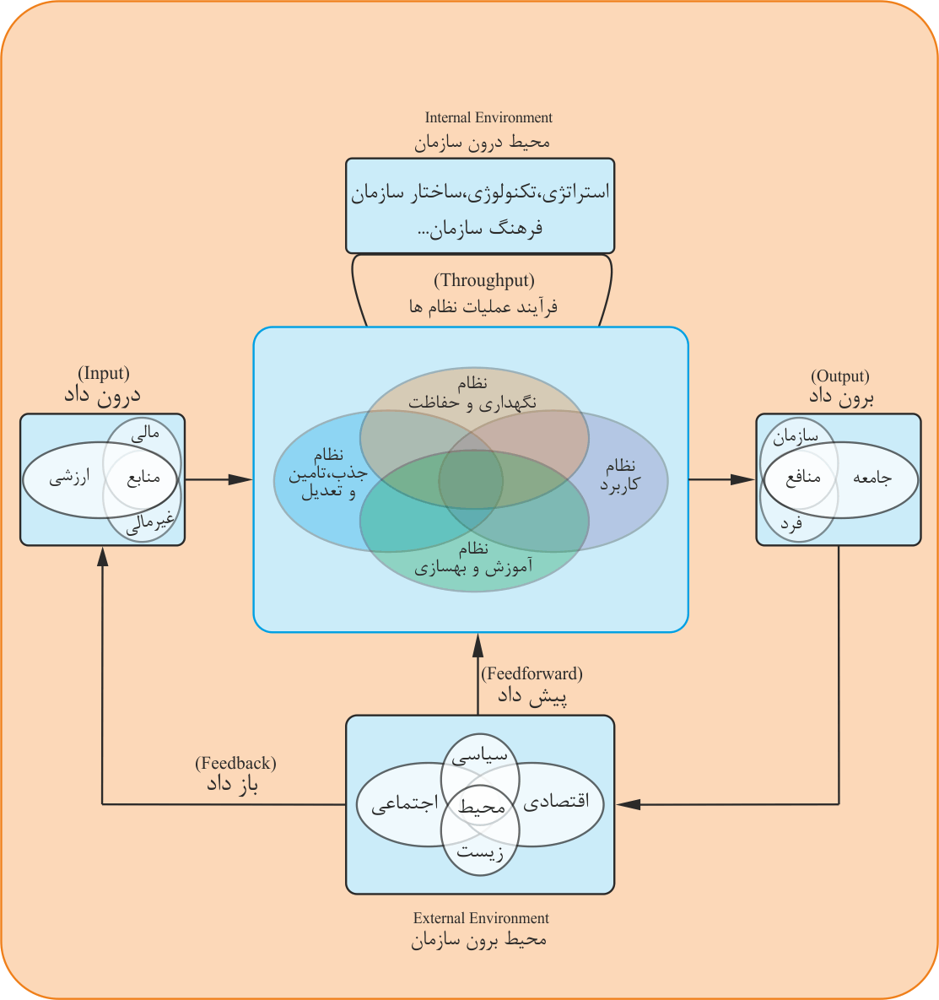 Internal Environment
محیط درون سازمان
استراتژی،تکنولوژی،ساختار سازمان
فرهنگ سازمان...
(Throughput)
فرآیند عملیات نظام ها
(Input)
درون داد
مالی
ارزشی
منابع
غیرمالی
نظام
نگهداری و حفاظت
نظام
جذب،تامین
و تعدیل
نظام
کاربرد
نظام
آموزش و بهسازی
(Output)
برون داد
سازمان
منافع
جامعه
فرد
(Feedforward)
پیش داد
(Feedback)
باز داد
سیاسی
اقتصادی
محیط
اجتماعی
زیست
External Environment
محیط برون سازمان